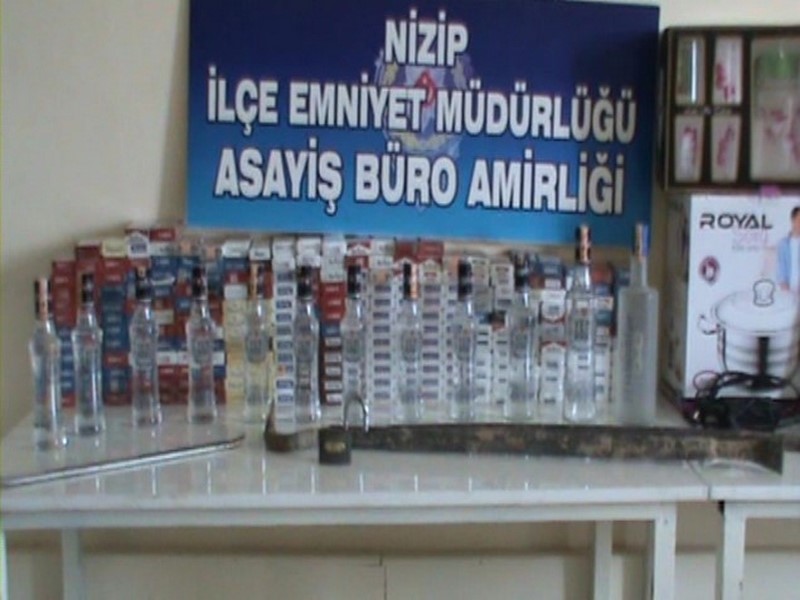 NİZİP
İLÇE EMNİYET MÜDÜRLÜĞÜ
ASAYİŞ BÜRO AMİRLİĞİ
ROYAL